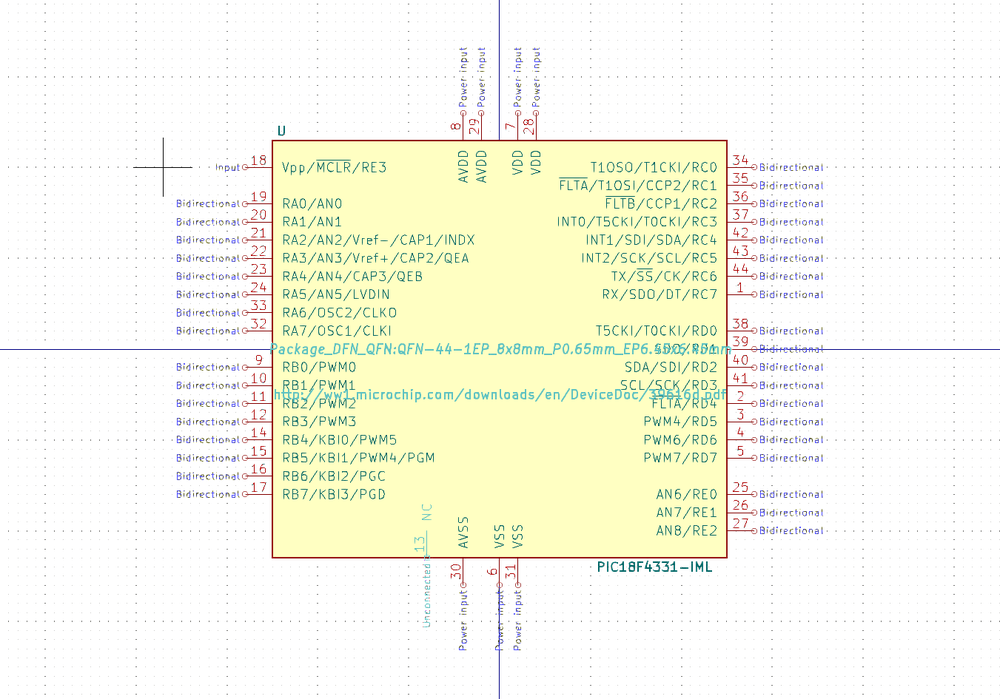 Power input Power input Power input Power input
8 29 7 28
U
AVDD AVDD VDD VDD
Input 18 Vpp/MCLR/RE3
Bidirectional 19 RA0/AN0
Bidirectional 20 RA1/AN1
Bidirectional 21 RA2/AN2/Vref-/CAP1/INDX
Bidirectional 22 RA3/AN3/Vref+/CAP2/QEA
Bidirectional 23 RA4/AN4/CAP3/QEB
Bidirectional 24 RA5/AN5/LVDIN
Bidirectional 33 RA6/OSC2/CLKO
Bidirectional 32 RA7/OSC1/CLKI
T1OSO/T1CKI/RC0 34 Bidirectional
FLTA/T1OSI/CCP2/RC1 35 Bidirectional
FLTB/CCP1/RC2 36 Bidirectional
INT0/T5CKI/T0CKI/RC3 37 Bidirectional
INT1/SDI/SDA/RC4 42 Bidirectional
INT2/SCK/SCL/RC5 43 Bidirectional
TX/SS/CK/RC6 44 Bidirectional
RX/SDO/DT/RC7 1 Bidirectional
T5CKI/T0CKI/RD0 38 Bidirectional
Package_DFN_QFN:QFN-44-1EP_8x8mm_P0.65mm_EP6.45x6.45mm
SDO/RD1 39 Bidirectional
Bidirectional 9 RB0/PWM0
Bidirectional 10 RB1/PWM1
http://ww1.microchip.com/downloads/en/DeviceDoc/39616d.pdf
Bidirectional 11 RB2/PWM2
Bidirectional 12 RB3/PWM3
Bidirectional 14 RB4/KBI0/PWM5
Bidirectional 15 RB5/KBI1/PWM4/PGM
Bidirectional 16 RB6/KBI2/PGC
Bidirectional 17 RB7/KBI3/PGD
SDA/SDI/RD2 40 Bidirectional
SCL/SCK/RD3 41 Bidirectional
FLTA/RD4 2 Bidirectional
PWM4/RD5 3 Bidirectional
PWM6/RD6 4 Bidirectional
PWM7/RD7 5 Bidirectional
AN6/RE0 25 Bidirectional
AN7/RE1 26 Bidirectional
AN8/RE2 27 Bidirectional
NC AVSS VSS VSS
13 30 6 31
PIC18F4331-IML
Unconnected Power input Power input Power input